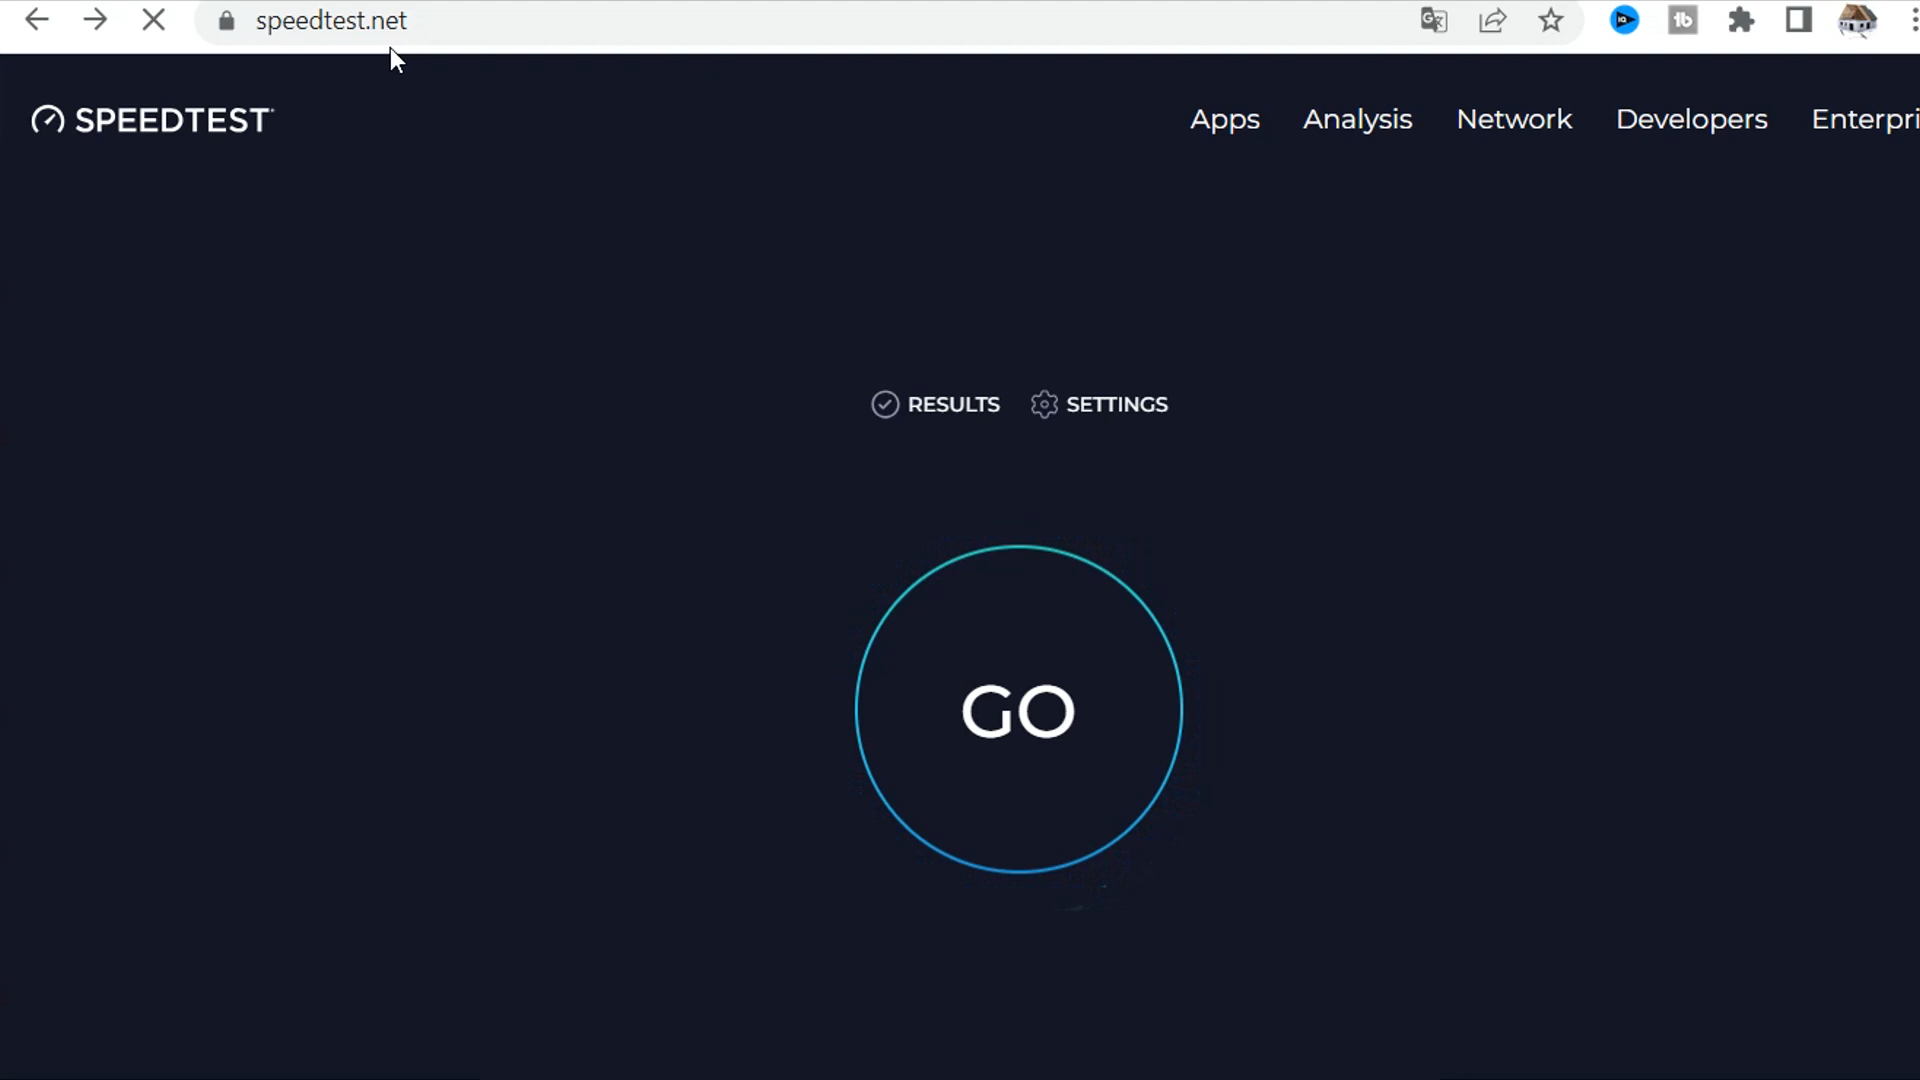 speedtest.net
SPEEDTEST
Apps Analysis Network Developers Enterpri
RESULTS SETTINGS
GO